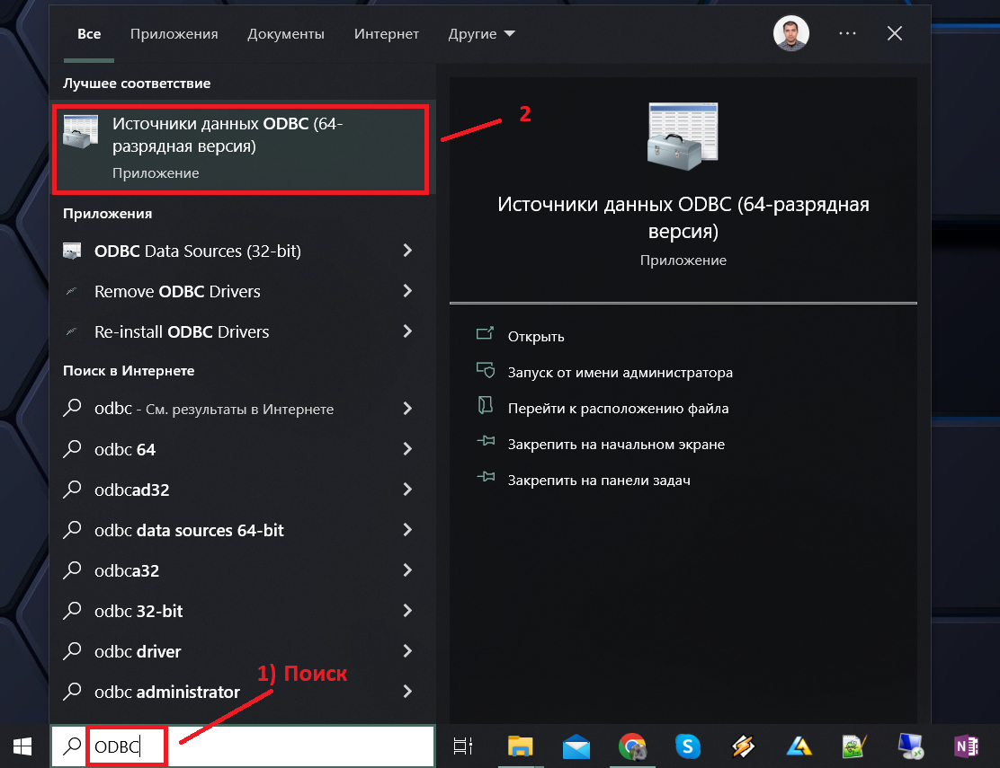 Все Приложения Документы Интернет Другие
Лучшее соответствие
Источники данных ODBC (64-
разрядная версия)
Приложение
2
Приложения
ODBC Data Sources (32-bit)
Remove ODBC Drivers
Re-install ODBC Drivers
Поиск в Интернете
odbc - См. результаты в Интернете
odbc 64
odbcad32
odbc data sources 64-bit
odbca32
odbc 32-bit
odbc driver
odbc administrator
1) Поиск
ODBC
Источники данных ODBC (64-разрядная
версия)
Приложение
Открыть
Запуск от имени администратора
Перейти к расположению файла
Закрепить на начальном экране
Закрепить на панели задач